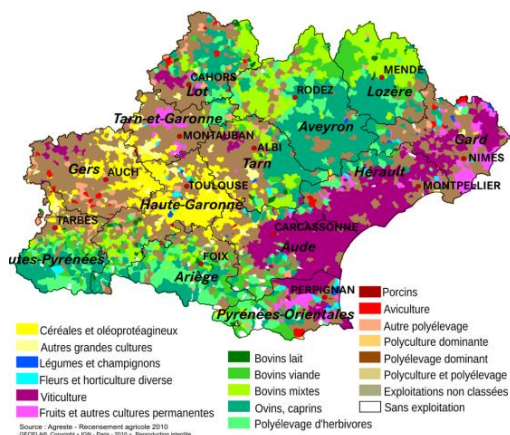 MENDE
CAHORS
Lot
RODEZ
Lozère
Tarn-et-Garonne
Aveyron
Gard
MONTAUBAN
ALBI
NIMES
Gers
AUCH
Tarn
Hérault
TOULOUSE
MONTPELLIER
Haute-Garonne
TARBES
CARCASSONNE
Aude
utes-Pyrénées
FOIX
Ariège
PERPIGNAN
Pyrénées-Orientales
Céréales et oléoprotéagineux
Autres grandes cultures
Légumes et champignons
Fleurs et horticulture diverse
Viticulture
Fruits et autres cultures permanentes
Bovins lait
Bovins viande
Bovins mixtes
Ovins, caprins
Polyélevage d'herbivores
Porcins
Aviculture
Autre polyélevage
Polyculture dominante
Polyélevage dominant
Polyculture et polyélevage
Exploitations non classées
Sans exploitation
Source : Agreste - Recensement agricole 2010